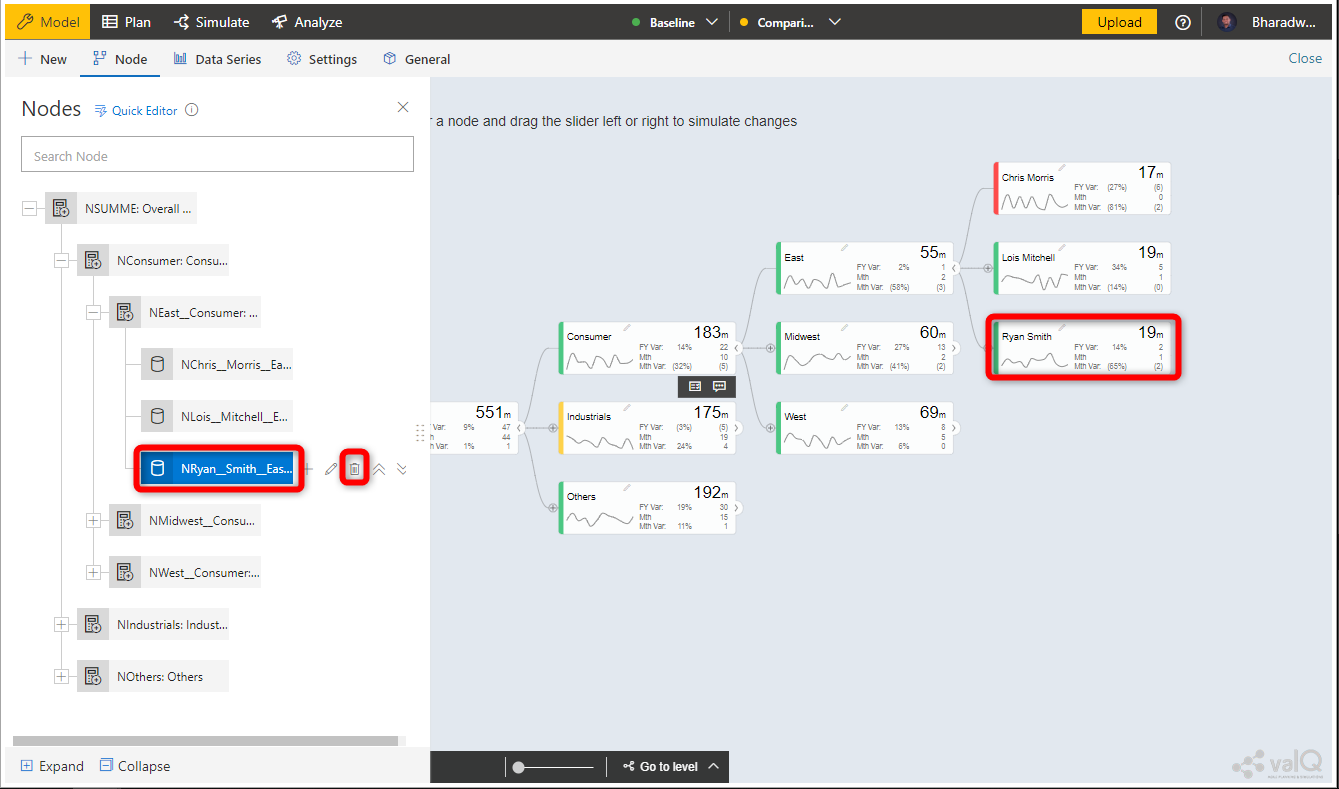 Model Plan Simulate Analyze Baseline Compari... Upload Bharadw...
New Node Data Series Settings General Close
Nodes Quick Editor
Search Node
NSUMME: Overall ...
NConsumer: Consu...
NEast__Consumer: ...
NChris__Morris__Ea...
NLois__Mitchell__E...
NRyan__Smith__Eas...
NMidwest__Consu...
NWest__Consumer:...
NIndustrials: Indust...
NOthers: Others
Expand Collapse
r a node and drag the slider left or right to simulate changes
551m
Var: 9% 47
h 44
lth Var: 1% 1
Consumer 183m
FY Var: 14% 22
Mth 10
Mth Var: (32%) (5)
Industrials 175m
FY Var: (3%) (5)
Mth 19
Mth Var: 24% 4
Others 192m
FY Var: 19% 30
Mth 15
Mth Var: 11% 1
East 55m
FY Var: 2% 1
Mth 2
Mth Var: (58%) (3)
Midwest 60m
FY Var: 27% 13
Mth 2
Mth Var: (41%) (2)
West 69m
FY Var: 13% 8
Mth 5
Mth Var: 6% 0
Chris Morris 17m
FY Var: (27%) (6)
Mth 0
Mth Var: (81%) (2)
Lois Mitchell 19m
FY Var: 34% 5
Mth 1
Mth Var: (14%) (0)
Ryan Smith 19m
FY Var: 14% 2
Mth 1
Mth Var: (65%) (2)
Go to level
valQ